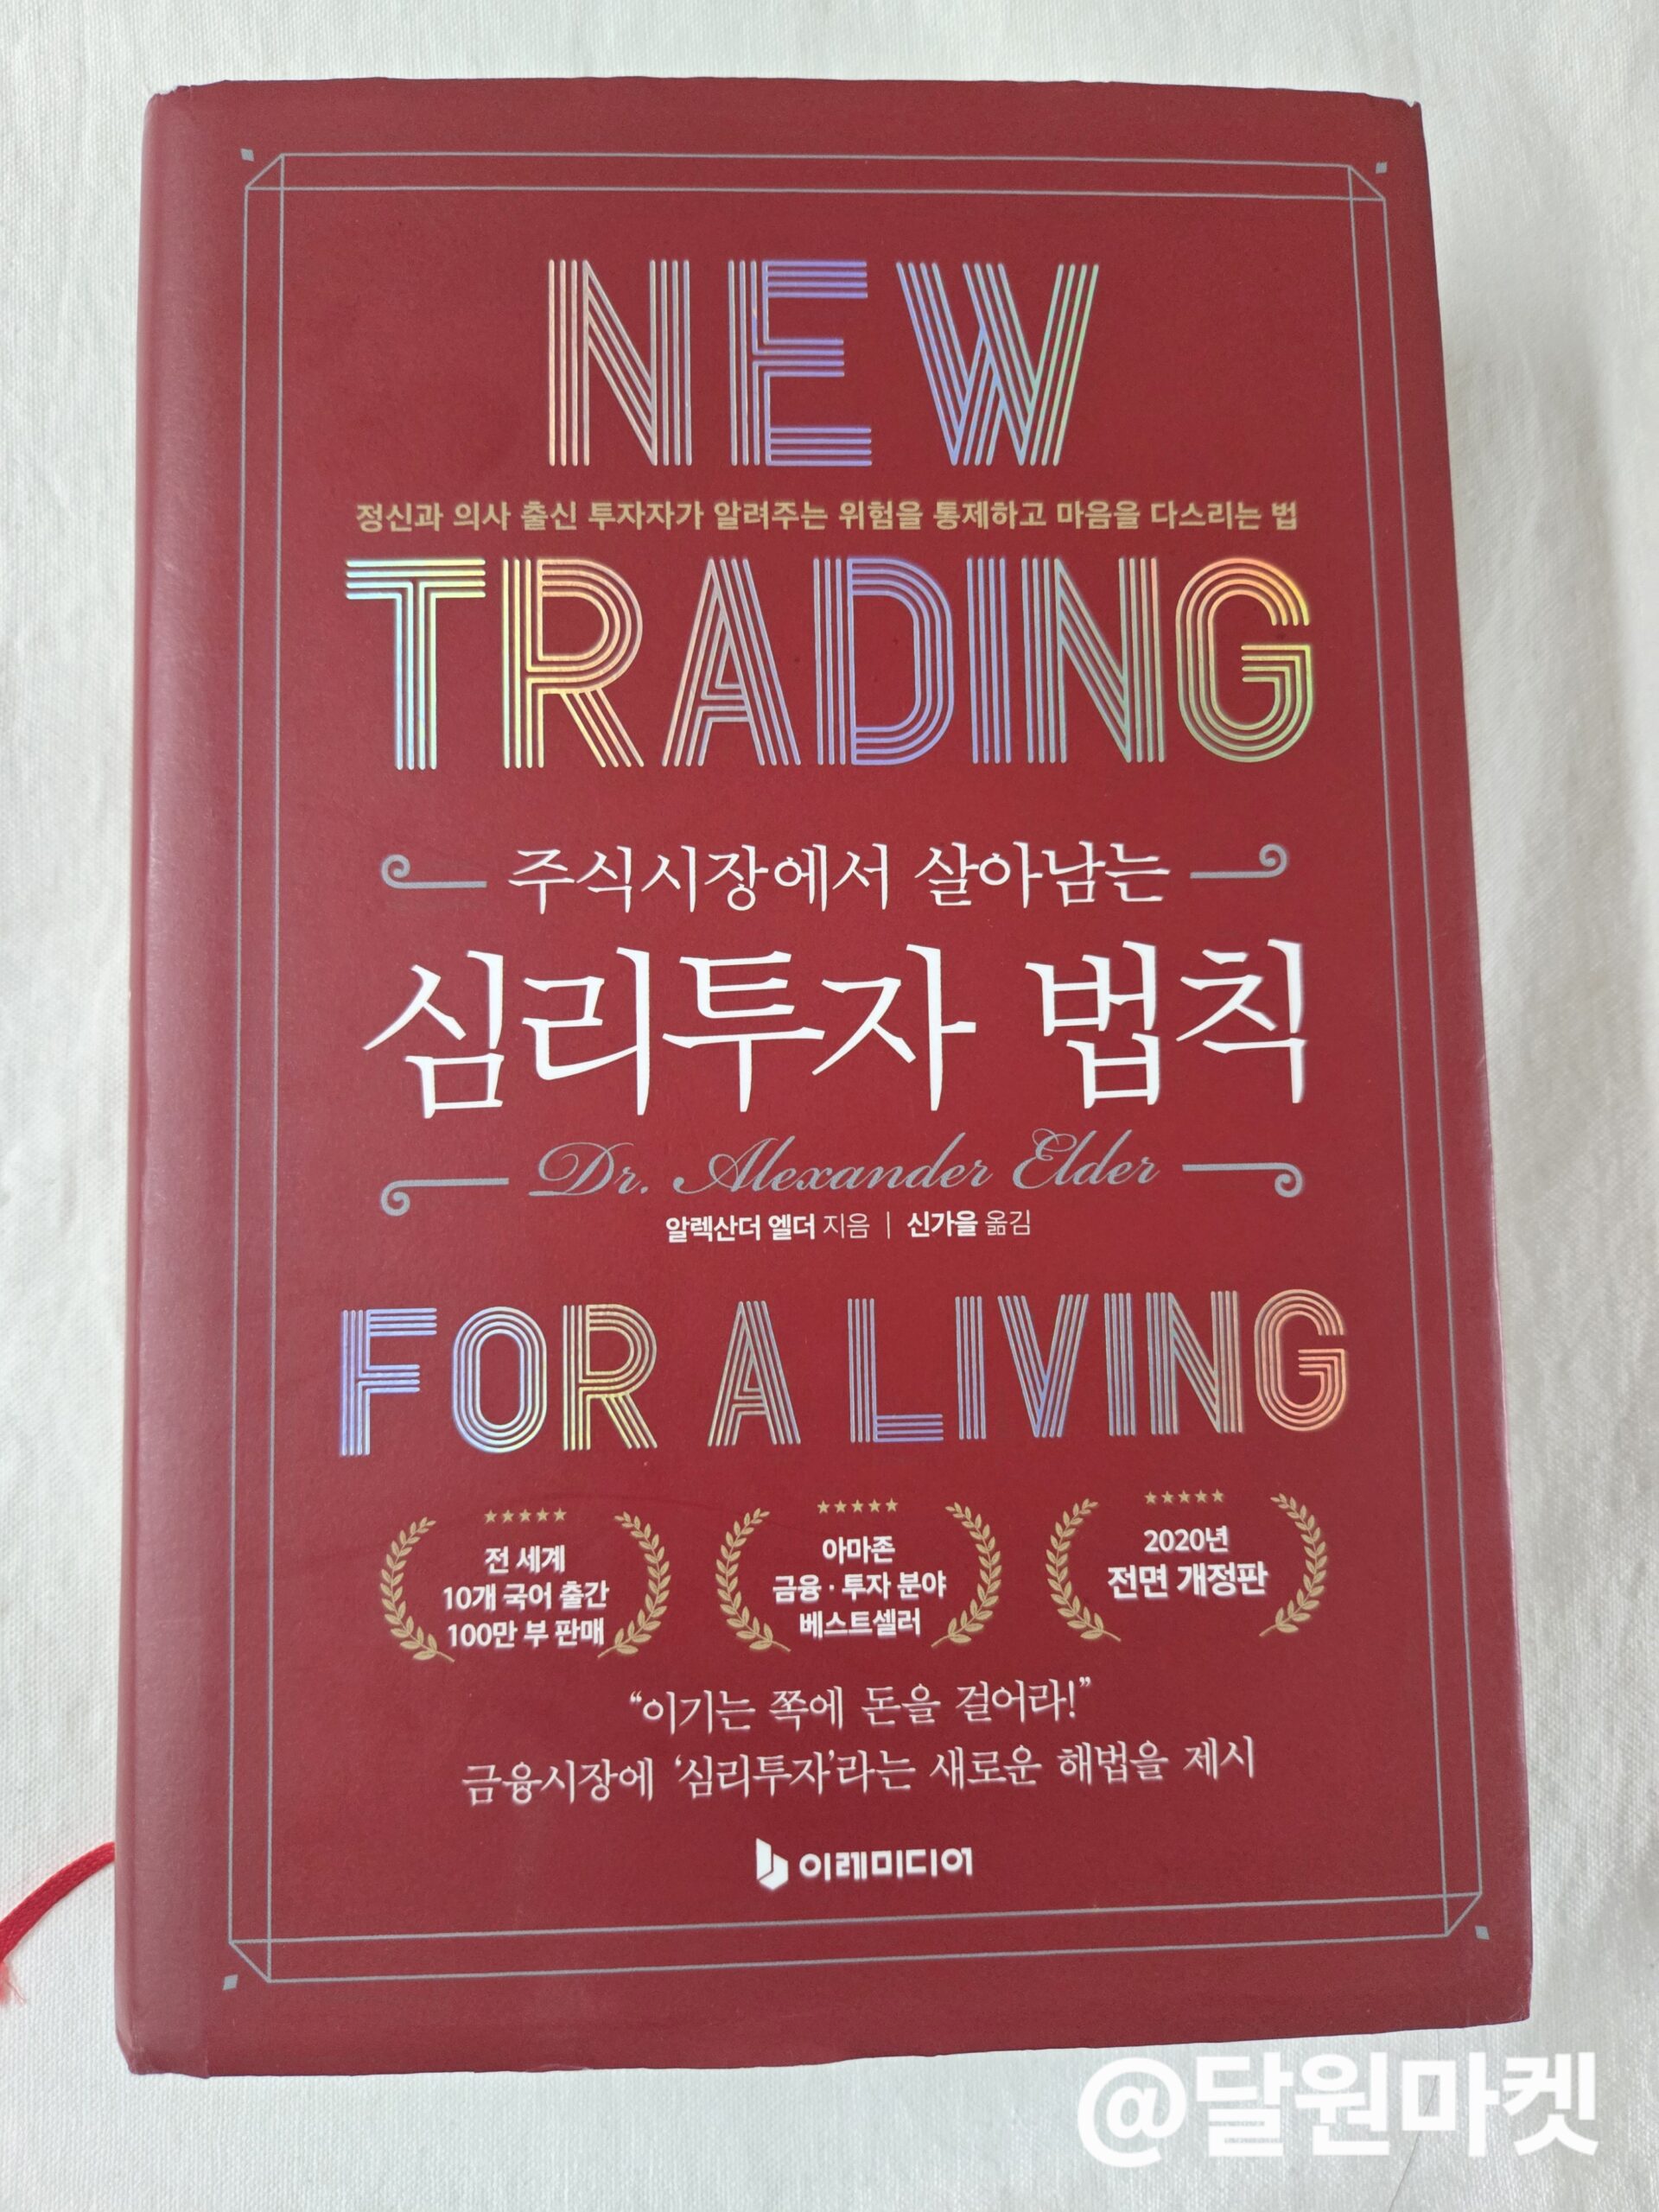 NEW
정신과 의사 출신 투자자가 알려주는 위험을 통제하고 마음을 다스리는 법
TRADING
주식시장에서 살아남는
심리투자 법칙
Dr. Alexander Elder
알렉산더 엘더 지음 | 신가을 옮김
FOR A LIVING
전 세계
10개 국어 출간
100만 부 판매
아마존
금융·투자 분야
베스트셀러
2020년
전면 개정판
“이기는 쪽에 돈을 걸어라!”
금융시장에 ‘심리투자’라는 새로운 해법을 제시
이레미디어
@달원마켓